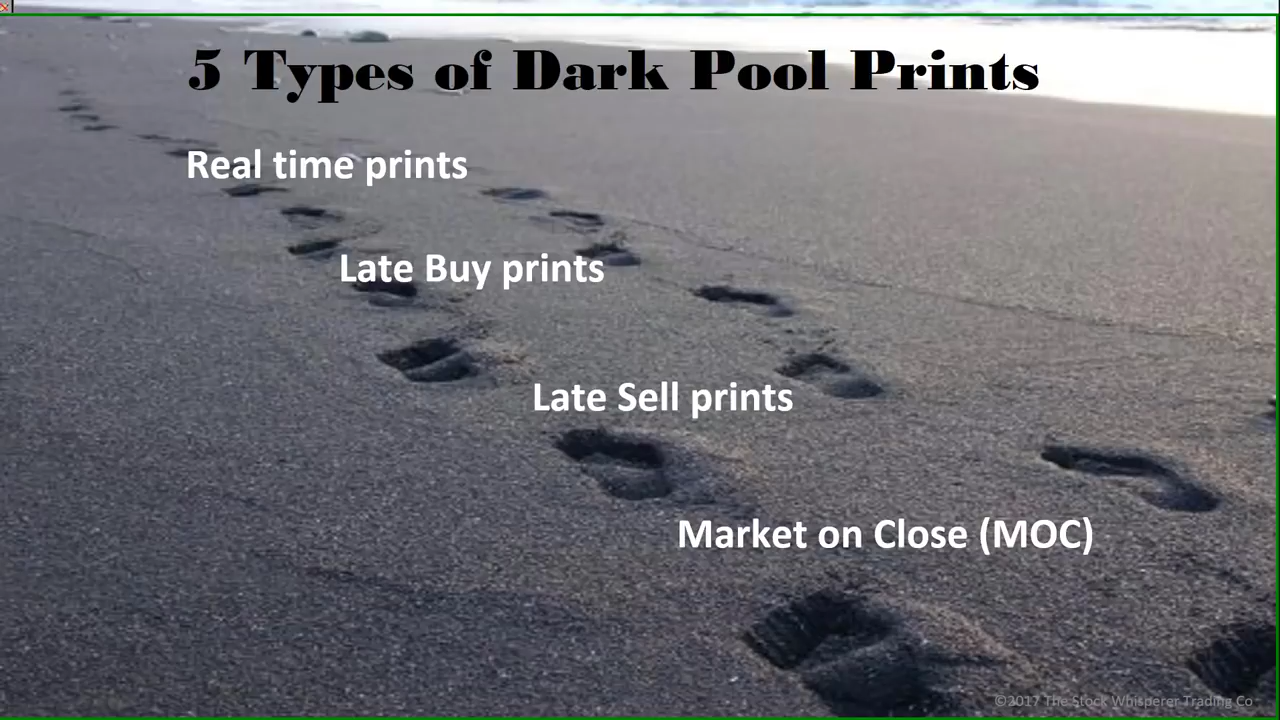 5 Types of Dark Pool Prints
Real time prints
Late Buy prints
Late Sell prints
Market on Close (MOC)
©2017 The Stock Whisperer Trading Co